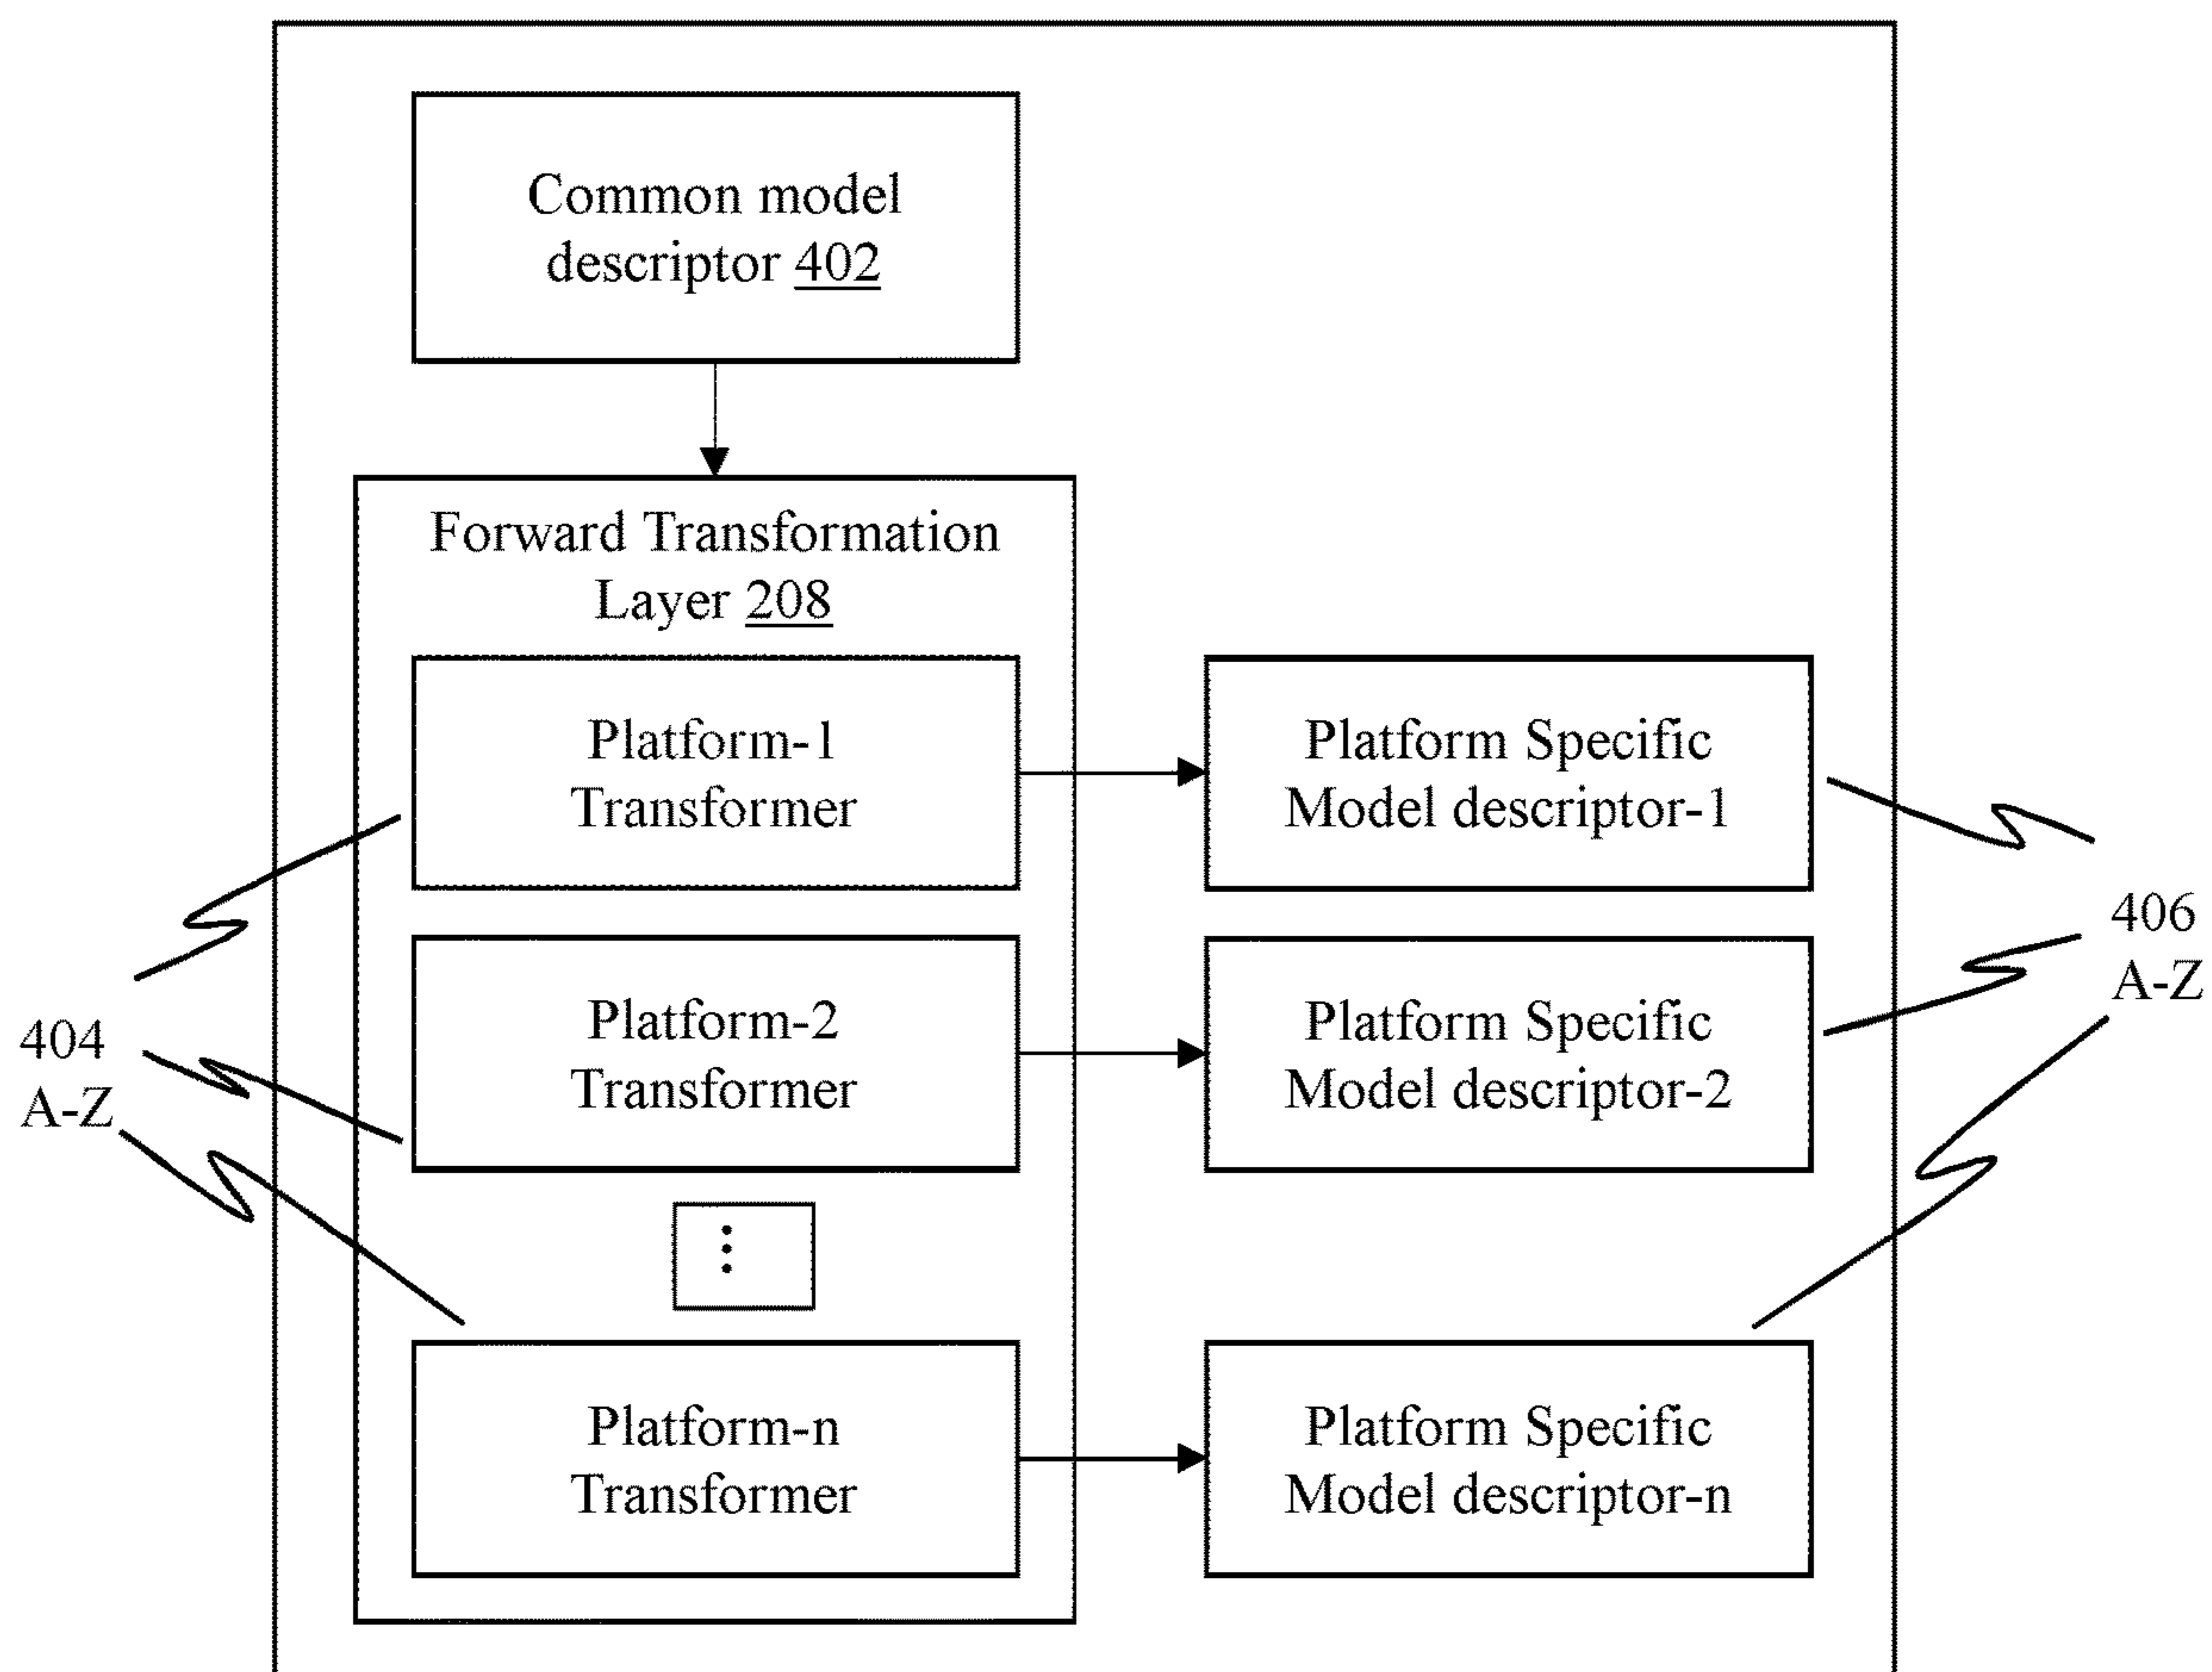 Common model
descriptor 402
Forward Transformation
Layer 208
Platform-1
Transformer
Platform Specific
Model descriptor-1
Platform-2
Transformer
Platform Specific
Model descriptor-2
406
A-Z
404
A-Z
Platform-n
Transformer
Platform Specific
Model descriptor-n